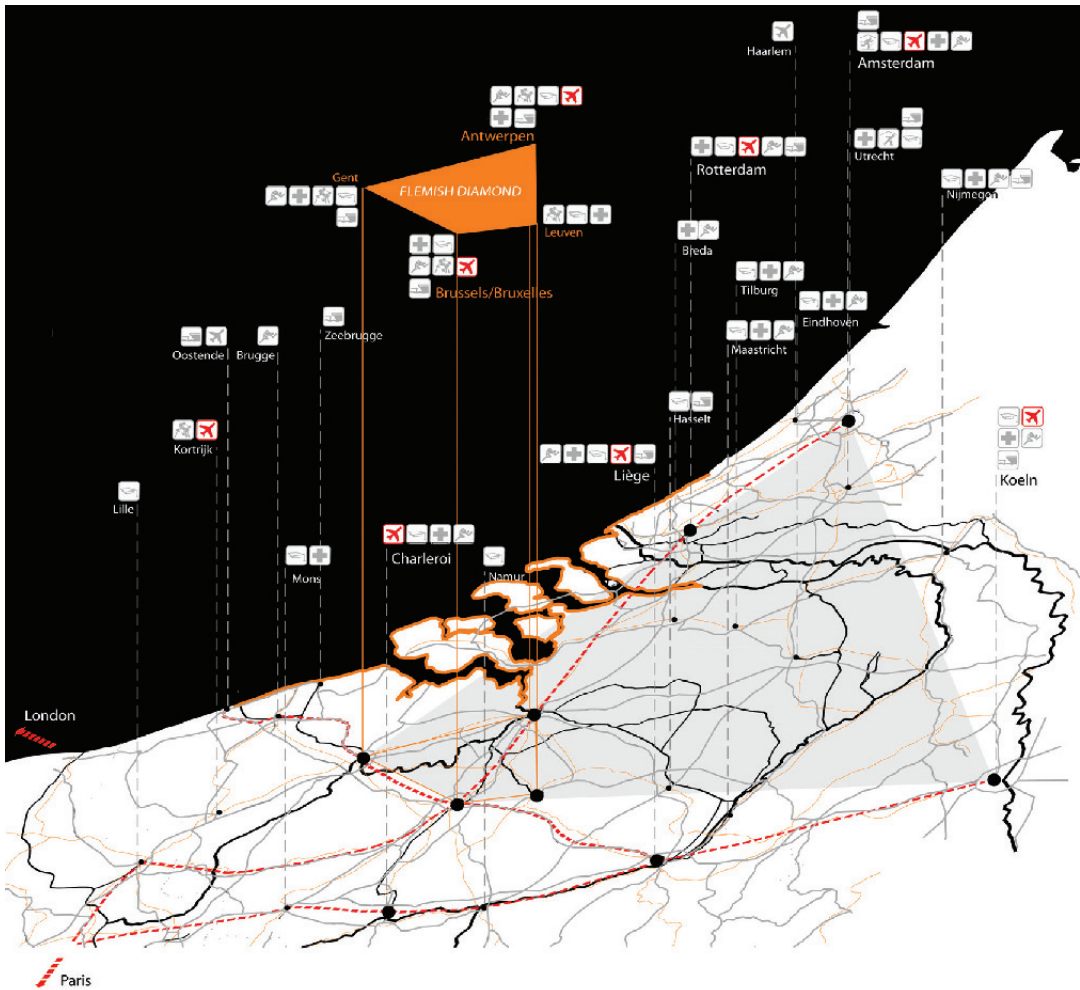 Haarlem
Amsterdam
Antwerpen
Utrecht
Rotterdam
Gent
FLEMISH DIAMOND
Nijmegen
Leuven
Breda
Brussels/Bruxelles
Tilburg
Eindhoven
Zeebrugge
Oostende
Brugge
Maastricht
Hasselt
Kortrijk
Liège
Koeln
Lille
Charleroi
Mons
Namur
London
Paris